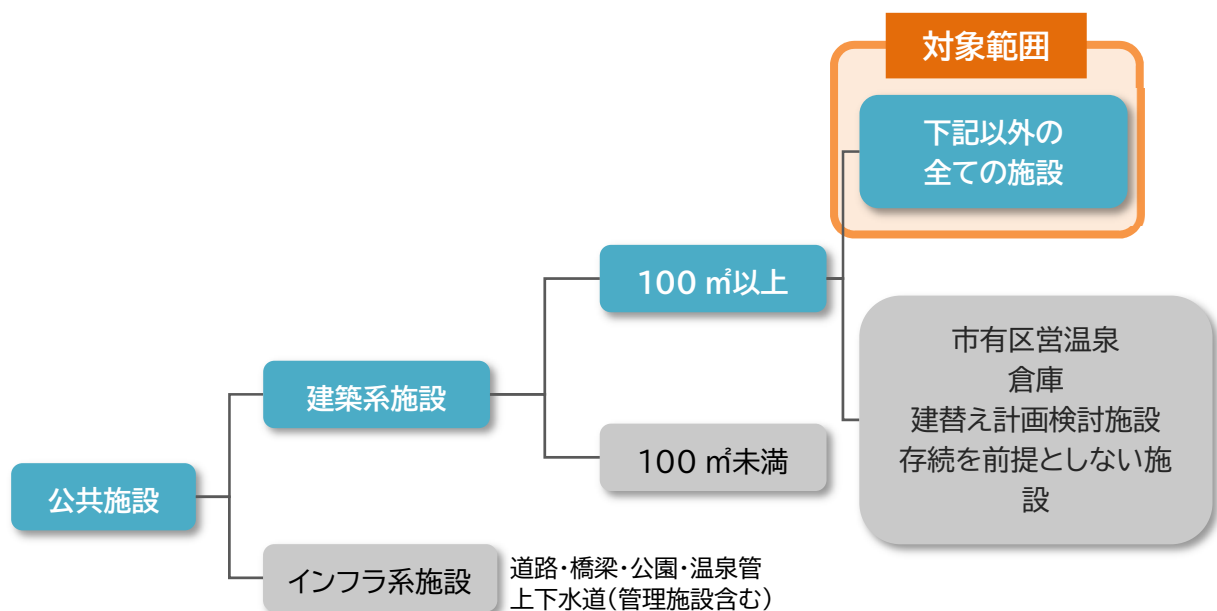 対象範囲
下記以外の
全ての施設
100 ㎡以上
市有区営温泉
倉庫
建替え計画検討施設
存続を前提としない施
設
建築系施設
100 ㎡未満
公共施設
インフラ系施設
道路・橋梁・公園・温泉管
上下水道(管理施設含む)